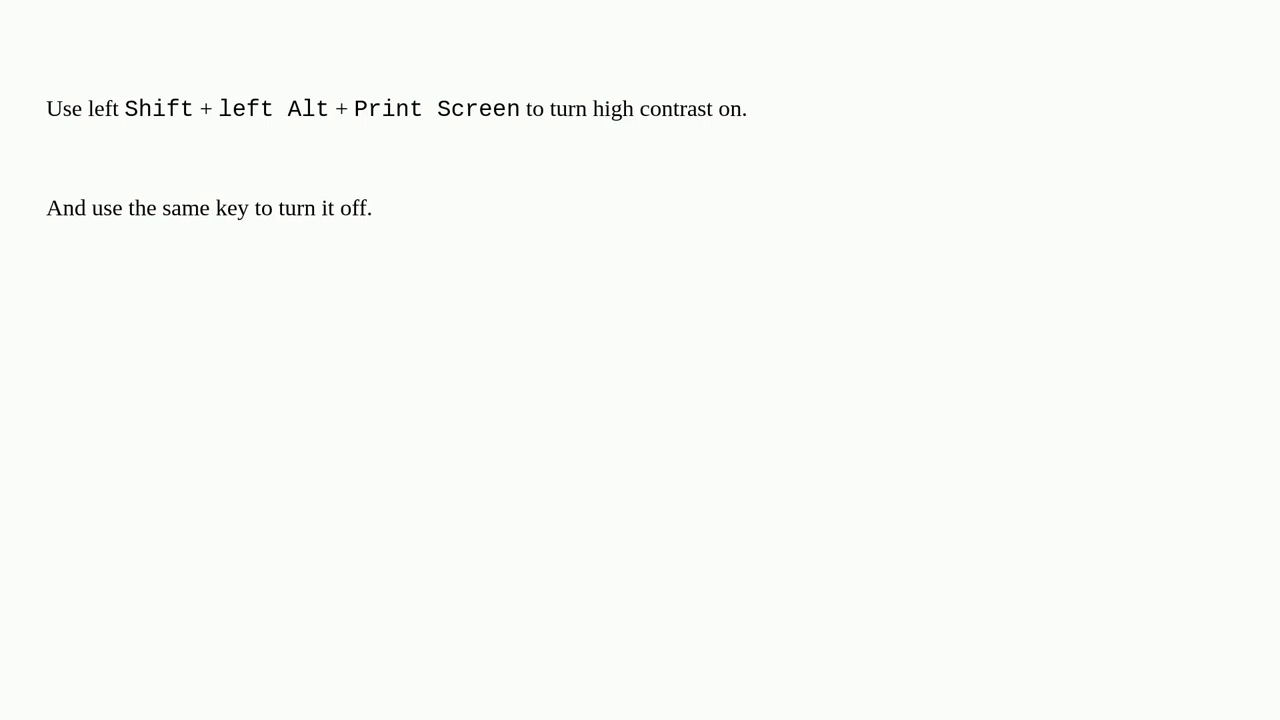 Use left Shift + left Alt + Print Screen to turn high contrast on.
And use the same key to turn it off.